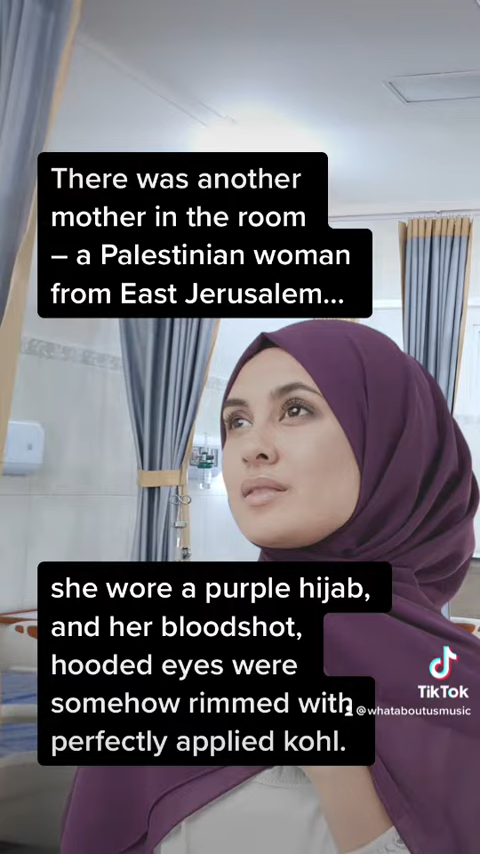 There was another
mother in the room
– a Palestinian woman
from East Jerusalem...
she wore a purple hijab,
and her bloodshot,
hooded eyes were
somehow rimmed with
perfectly applied kohl.
TikTok
@whataboutusmusic